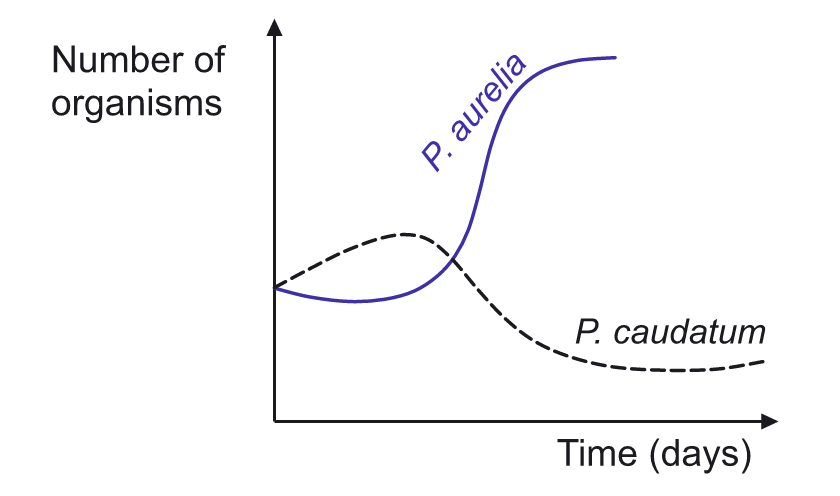 Number of
organisms
P. aurelia
P. caudatum
Time (days)